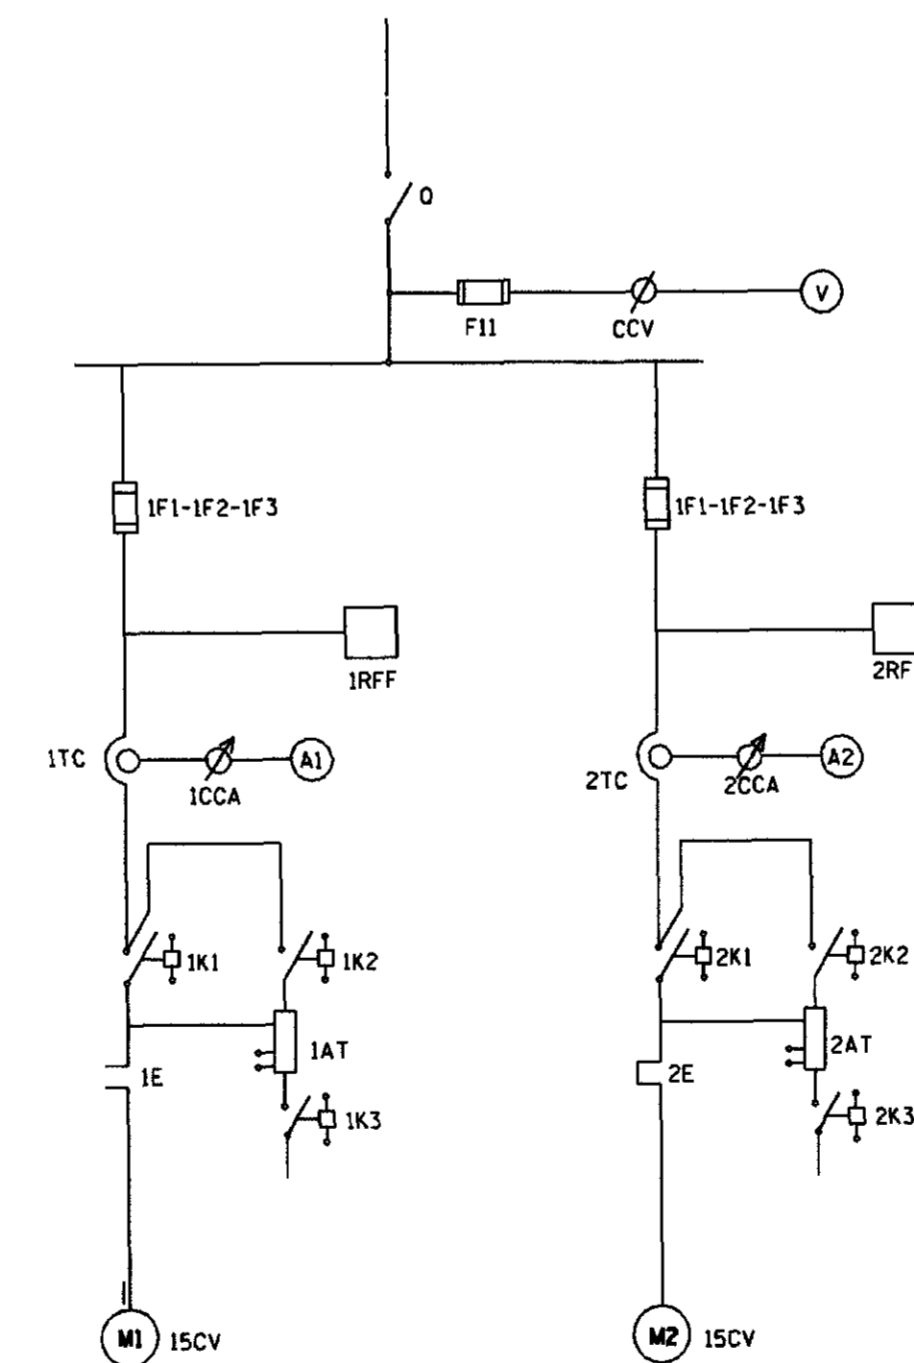 Q
V
F11
CCV
1F1-1F2-1F3
1F1-1F2-1F3
1RFF
2RF
1TC
A1
1CCA
2TC
A2
2CCA
1K1
1K2
2K1
2K2
1AT
2AT
1E
2E
1K3
2K3
M1
15CV
M2
15CV